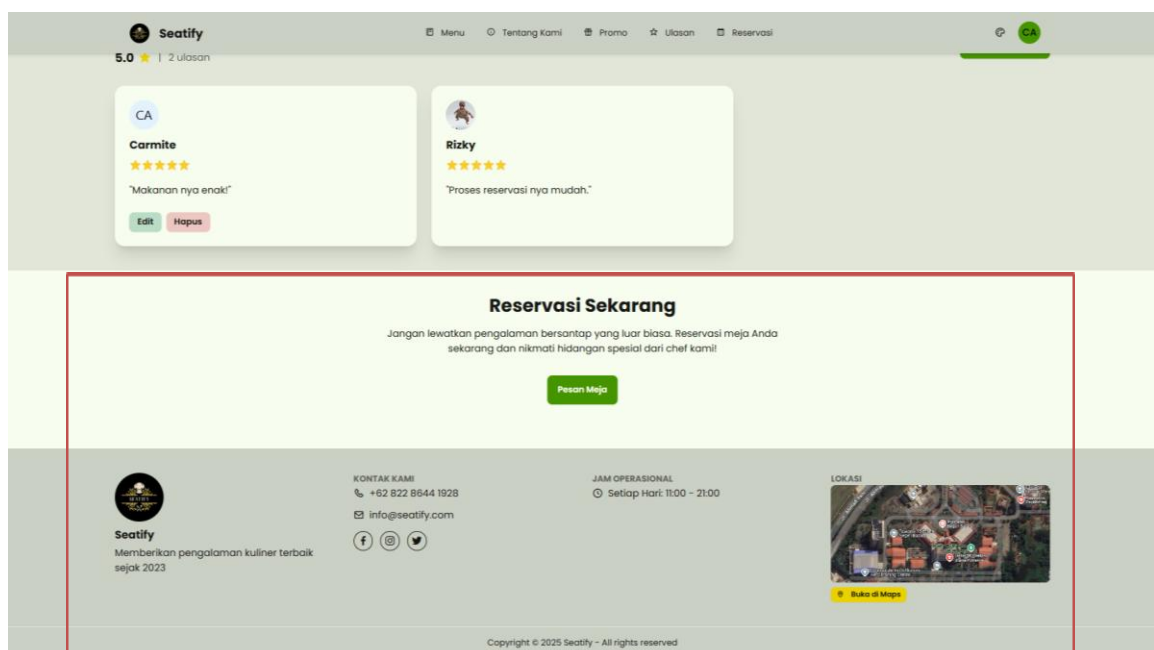 Seatify
Menu
Tentang Kami
Promo
Ulasan
Reservasi
CA
5.0 | 2 ulasan
CA
Carmite
"Makanan nya enak!"
Edit
Hapus
Rizky
"Proses reservasi nya mudah."
Reservasi Sekarang
Jangan lewatkan pengalaman bersantap yang luar biasa. Reservasi meja Anda
sekarang dan nikmati hidangan spesial dari chef kami!
Pesan Meja
SEATIFY
Seatify
Memberikan pengalaman kuliner terbaik
sejak 2023
KONTAK KAMI
+62 822 8644 1928
info@seatify.com
JAM OPERASIONAL
Setiap Hari: 11:00 - 21:00
LOKASI
Buka di Maps
Copyright © 2025 Seatify - All rights reserved